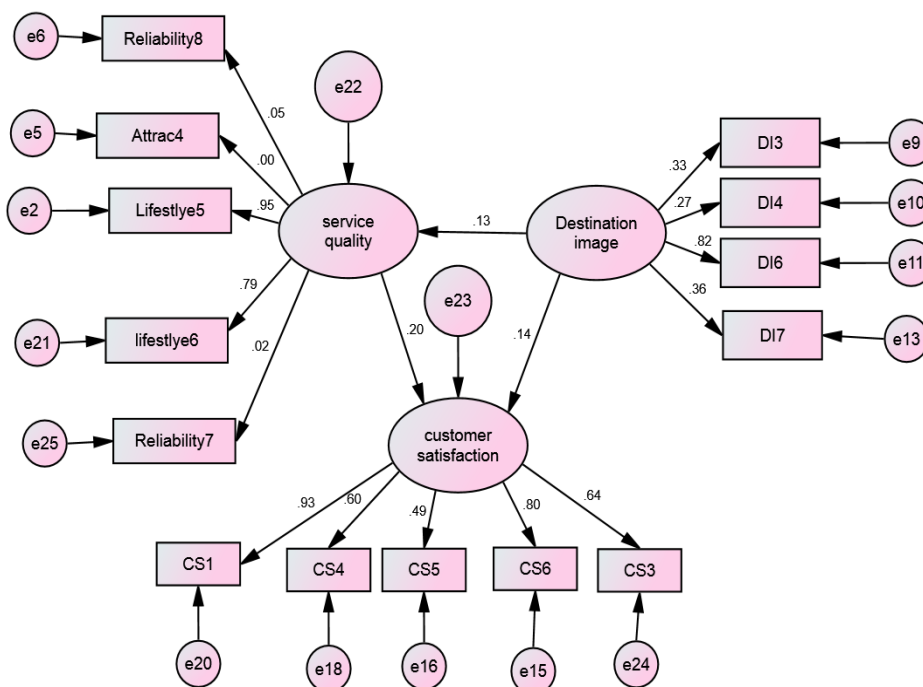 e6
Reliability8
e22
.05
e5
Attrac4
.00
e2
Lifestlye5
.95
service
quality
.13
Destination
image
.33
DI3
e9
.27
DI4
e10
.82
DI6
e11
.36
DI7
e13
.79
e21
lifestlye6
.02
.20
e23
.14
e25
Reliability7
customer
satisfaction
.93
.60
.49
.80
.64
CS1
CS4
CS5
CS6
CS3
e20
e18
e16
e15
e24